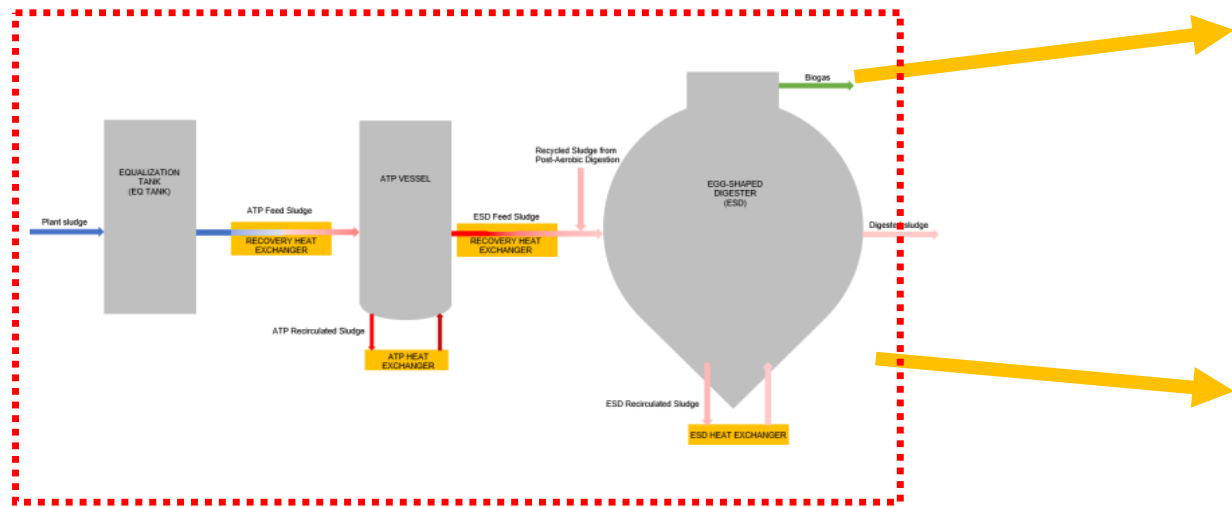 Biogas
Recycled Sludge from
Post-Aerobic Digestion
EQUALIZATION
TANK
(EQ TANK)
ATP VESSEL
EGG-SHAPED
DIGESTER
(ESD)
Plant sludge
ATP Feed Sludge
RECOVERY HEAT
EXCHANGER
ESD Feed Sludge
RECOVERY HEAT
EXCHANGER
Digested sludge
ATP Recirculated Sludge
ATP HEAT
EXCHANGER
ESD Recirculated Sludge
ESD HEAT EXCHANGER